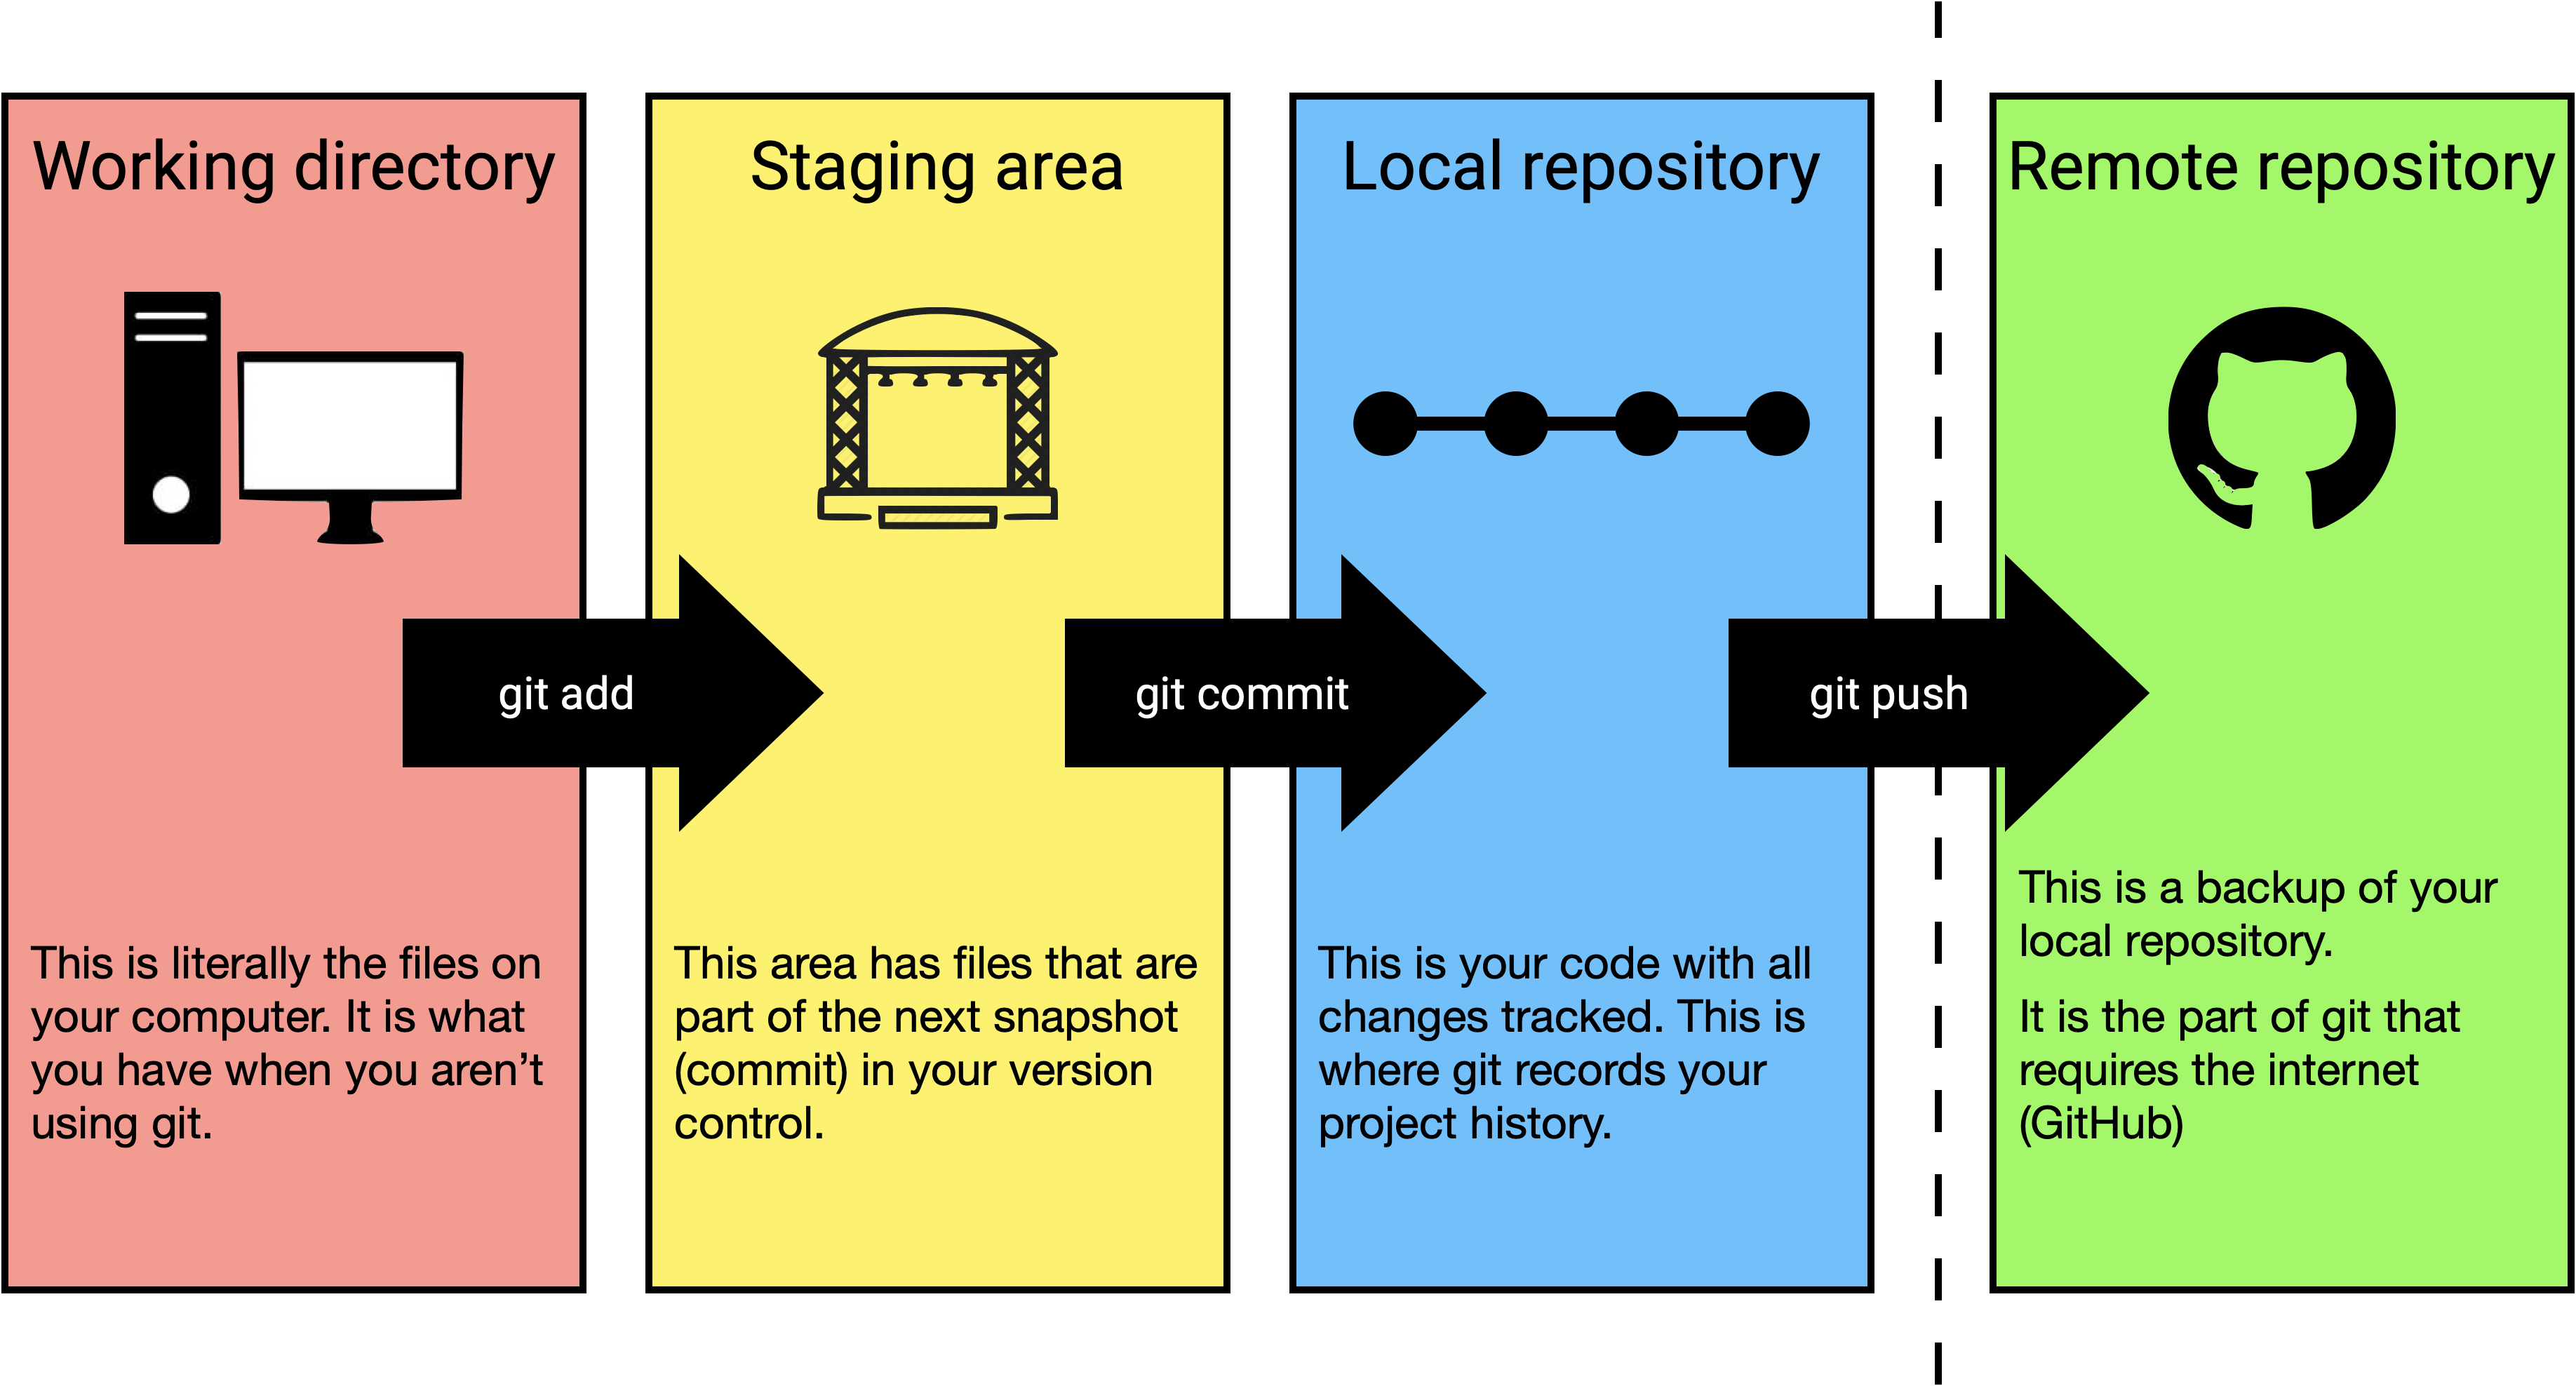 Working directory
Staging area
Local repository
Remote repository
git add
git commit
git push
This is literally the files on
your computer. It is what
you have when you aren’t
using git.
This area has files that are
part of the next snapshot
(commit) in your version
control.
This is your code with all
changes tracked. This is
where git records your
project history.
This is a backup of your
local repository.
It is the part of git that
requires the internet
(GitHub)